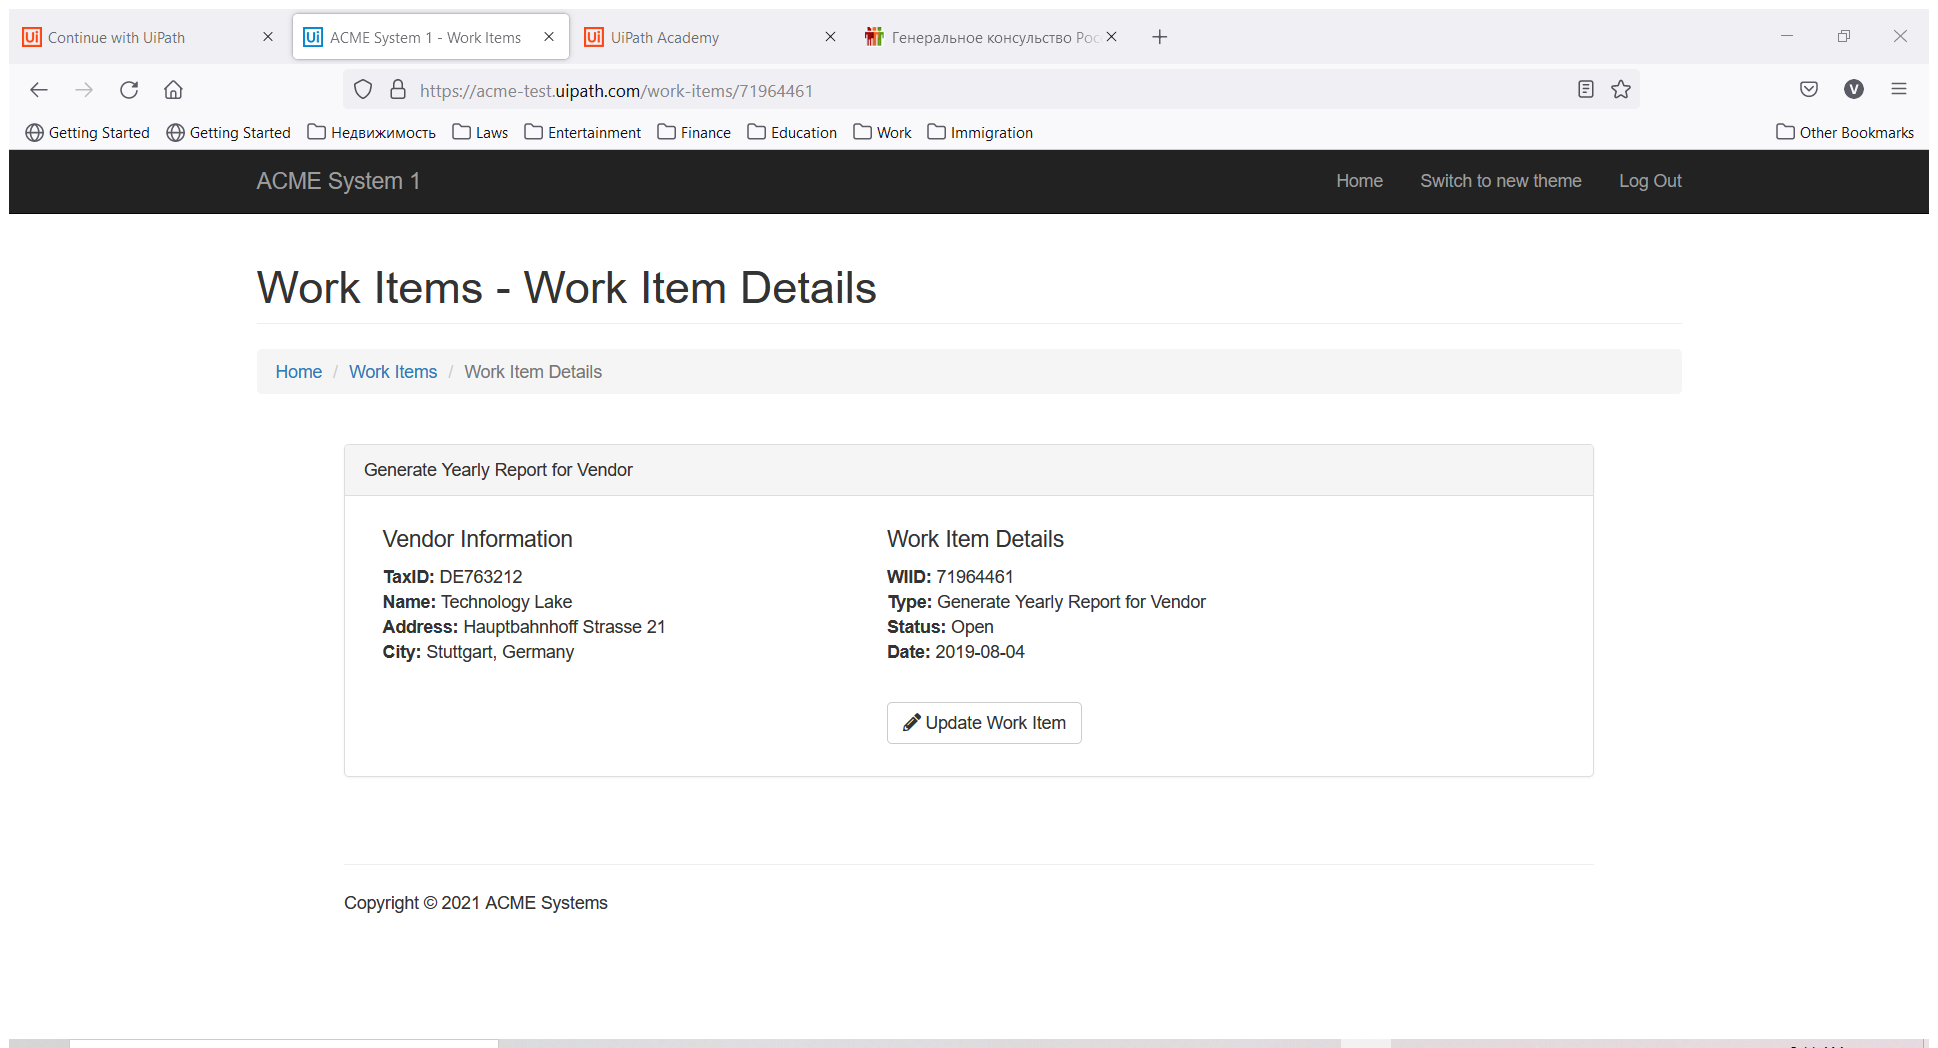 Continue with UiPath
ACME System 1 - Work Items
UiPath Academy
Генеральное консульство Рос
https://acme-test.uipath.com/work-items/71964461
V
Getting Started
Getting Started
Недвижимость
Laws
Entertainment
Finance
Education
Work
Immigration
Other Bookmarks
ACME System 1
Home
Switch to new theme
Log Out
Work Items - Work Item Details
Home / Work Items / Work Item Details
Generate Yearly Report for Vendor
Vendor Information
TaxID: DE763212
Name: Technology Lake
Address: Hauptbahnhoff Strasse 21
City: Stuttgart, Germany
Work Item Details
WIID: 71964461
Type: Generate Yearly Report for Vendor
Status: Open
Date: 2019-08-04
Update Work Item
Copyright © 2021 ACME Systems